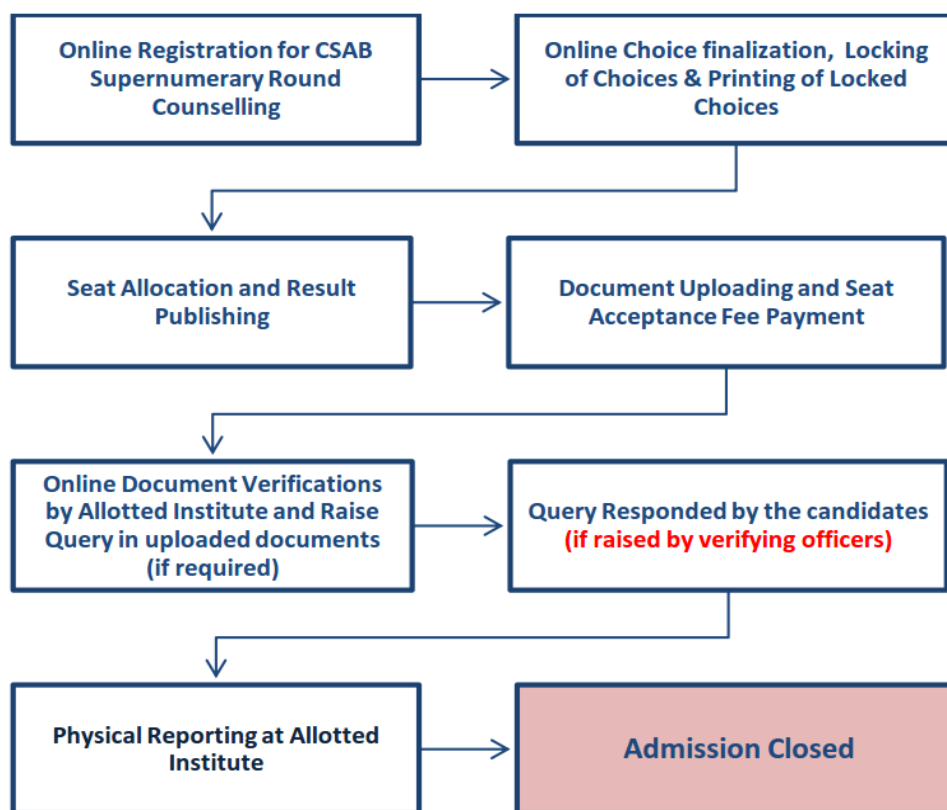 Online Registration for CSAB
Supernumerary Round
Counselling
Online Choice finalization, Locking
of Choices & Printing of Locked
Choices
Seat Allocation and Result
Publishing
Document Uploading and Seat
Acceptance Fee Payment
Online Document Verifications
by Allotted Institute and Raise
Query in uploaded documents
(if required)
Query Responded by the candidates
(if raised by verifying officers)
Physical Reporting at Allotted
Institute
Admission Closed